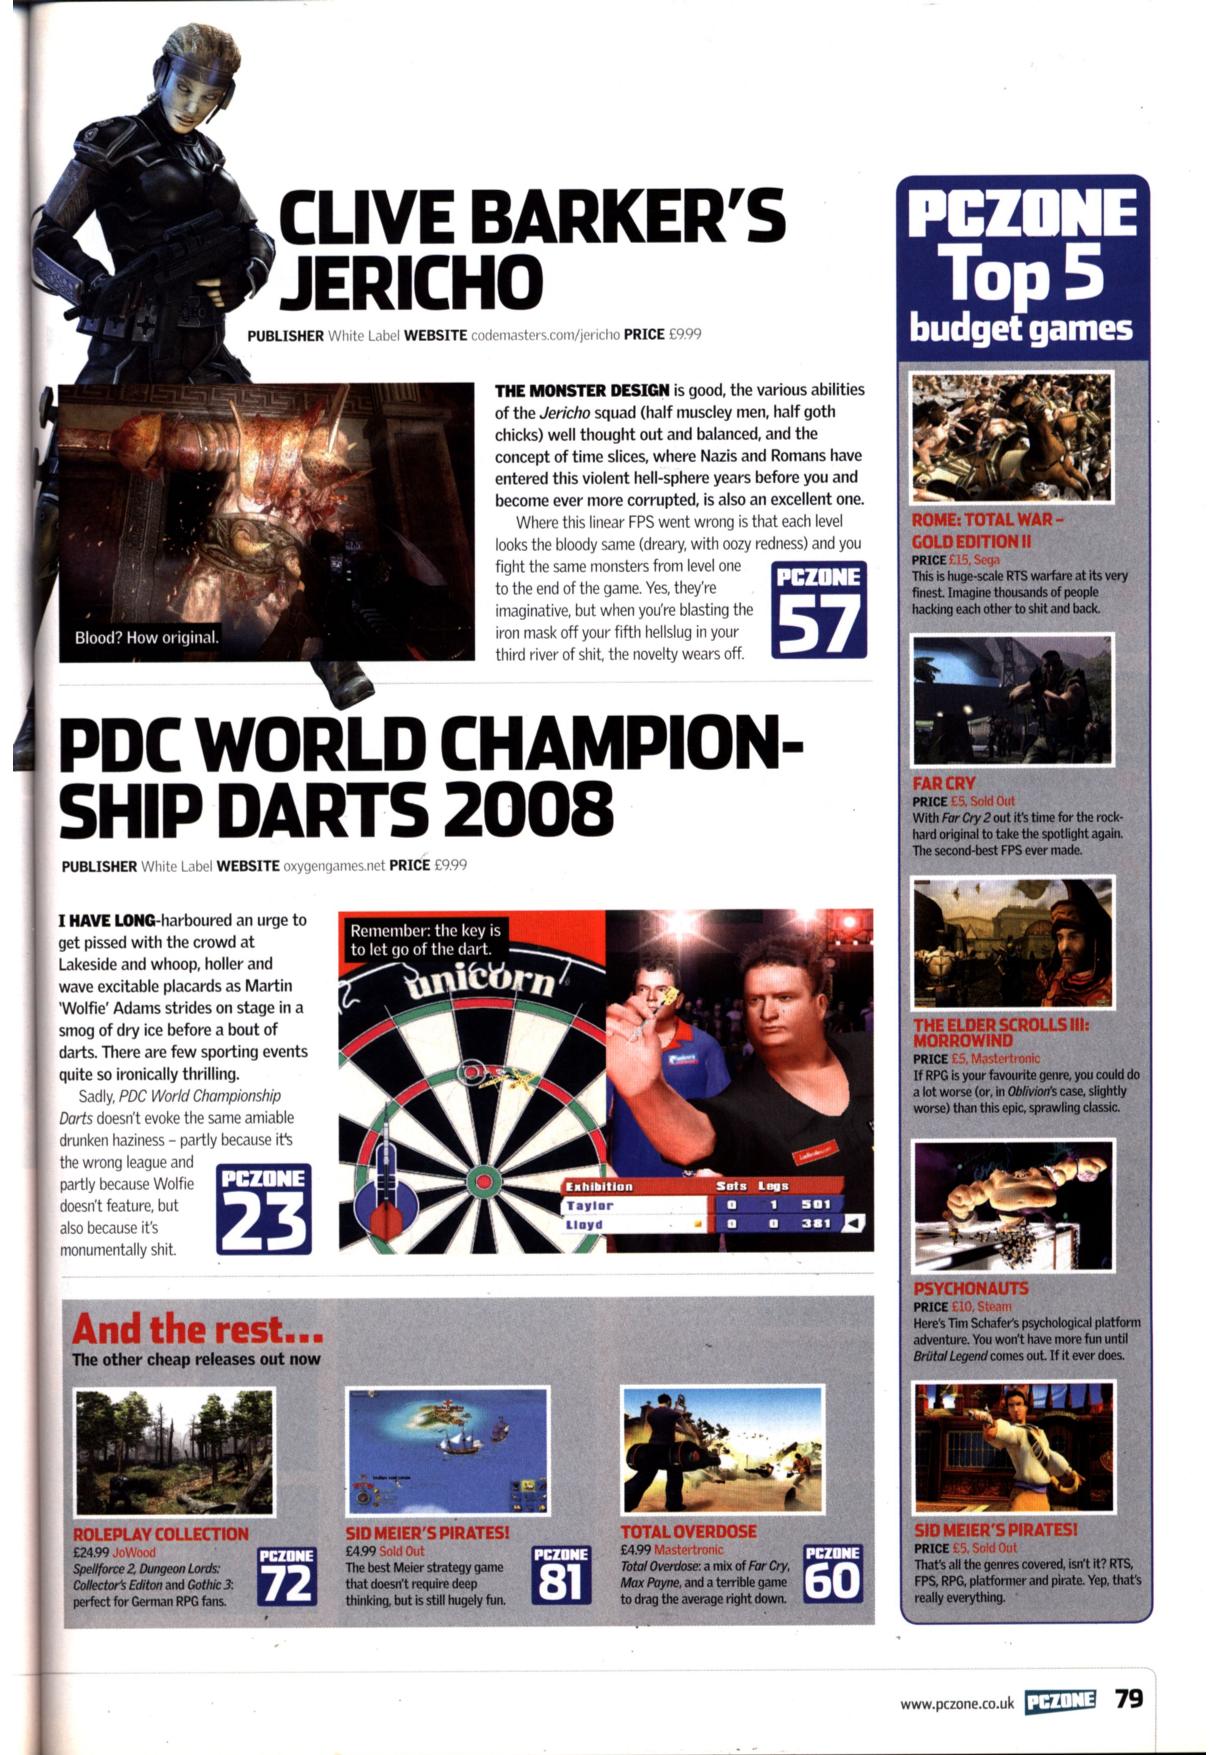 CLIVE BARKER'S
JERICHO
PUBLISHER White Label WEBSITE codemasters.com/jericho PRICE £9.99
Blood? How original.
THE MONSTER DESIGN is good, the various abilities
of the Jericho squad (half muscley men, half goth
chicks) well thought out and balanced, and the
concept of time slices, where Nazis and Romans have
entered this violent hell-sphere years before you and
become ever more corrupted, is also an excellent one.
Where this linear FPS went wrong is that each level
looks the bloody same (dreary, with oozy redness) and you
fight the same monsters from level one
to the end of the game. Yes, they're
imaginative, but when you're blasting the
iron mask off your fifth hellslug in your
third river of shit, the novelty wears off.
PCZONE
57
PDC WORLD CHAMPION-
SHIP DARTS 2008
PUBLISHER White Label WEBSITE oxygengames.net PRICE £9.99
I HAVE LONG-harboured an urge to
get pissed with the crowd at
Lakeside and whoop, holler and
wave excitable placards as Martin
'Wolfie' Adams strides on stage in a
smog of dry ice before a bout of
darts. There are few sporting events
quite so ironically thrilling.
Sadly, PDC World Championship
Darts doesn't evoke the same amiable
drunken haziness – partly because it's
the wrong league and
partly because Wolfie
doesn't feature, but
also because it's
monumentally shit.
PCZONE
23
Remember: the key is
to let go of the dart.
unicorn
Exhibition Sets Legs
Taylor 0 1 501
Lloyd 0 0 381
And the rest...
The other cheap releases out now
ROLEPLAY COLLECTION
£24.99 JoWood
Spellforce 2, Dungeon Lords:
Collector's Editon and Gothic 3:
perfect for German RPG fans.
PCZONE
72
SID MEIER'S PIRATES!
£4.99 Sold Out
The best Meier strategy game
that doesn't require deep
thinking, but is still hugely fun.
PCZONE
81
TOTAL OVERDOSE
£4.99 Mastertronic
Total Overdose: a mix of Far Cry,
Max Payne, and a terrible game
to drag the average right down.
PCZONE
60
PCZONE
Top 5
budget games
ROME: TOTAL WAR –
GOLD EDITION II
PRICE £15, Sega
This is huge-scale RTS warfare at its very
finest. Imagine thousands of people
hacking each other to shit and back.
FAR CRY
PRICE £5, Sold Out
With Far Cry 2 out it's time for the rock-
hard original to take the spotlight again.
The second-best FPS ever made.
THE ELDER SCROLLS III:
MORROWIND
PRICE £5, Mastertronic
If RPG is your favourite genre, you could do
a lot worse (or, in Oblivion's case, slightly
worse) than this epic, sprawling classic.
PSYCHONAUTS
PRICE £10, Steam
Here's Tim Schafer's psychological platform
adventure. You won't have more fun until
Brütal Legend comes out. If it ever does.
SID MEIER'S PIRATES!
PRICE £5, Sold Out
That's all the genres covered, isn't it? RTS,
FPS, RPG, platformer and pirate. Yep, that's
really everything.
www.pczone.co.uk PCZONE 79